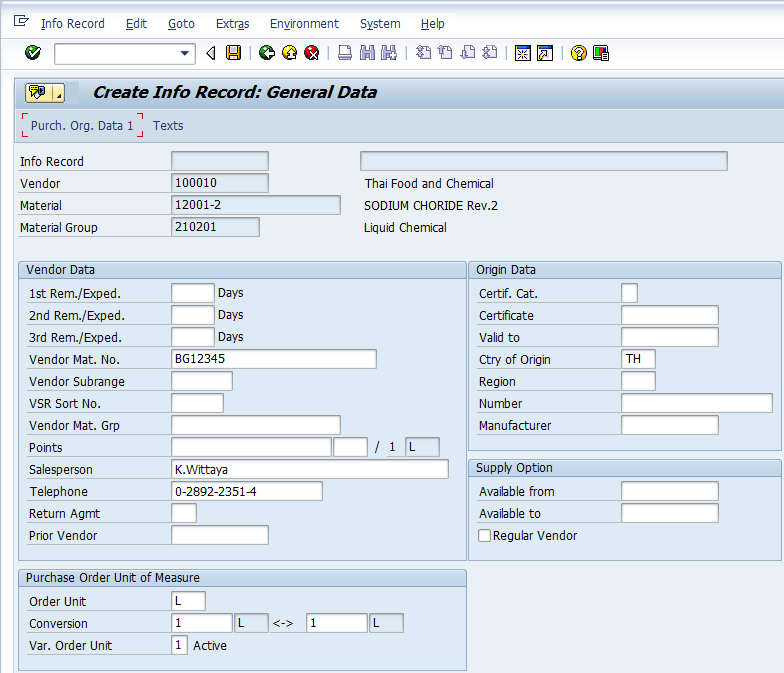 Info Record Edit Goto Extras Environment System Help
Create Info Record: General Data
Purch. Org. Data 1 Texts
Info Record
Vendor 100010 Thai Food and Chemical
Material 12001-2 SODIUM CHORIDE Rev.2
Material Group 210201 Liquid Chemical
Vendor Data
1st Rem./Exped. Days
2nd Rem./Exped. Days
3rd Rem./Exped. Days
Vendor Mat. No. BG12345
Vendor Subrange
VSR Sort No.
Vendor Mat. Grp
Points / 1 L
Salesperson K.Wittaya
Telephone 0-2892-2351-4
Return Agmt
Prior Vendor
Origin Data
Certif. Cat.
Certificate
Valid to
Ctry of Origin TH
Region
Number
Manufacturer
Supply Option
Available from
Available to
Regular Vendor
Purchase Order Unit of Measure
Order Unit L
Conversion 1 L <-> 1 L
Var. Order Unit 1 Active